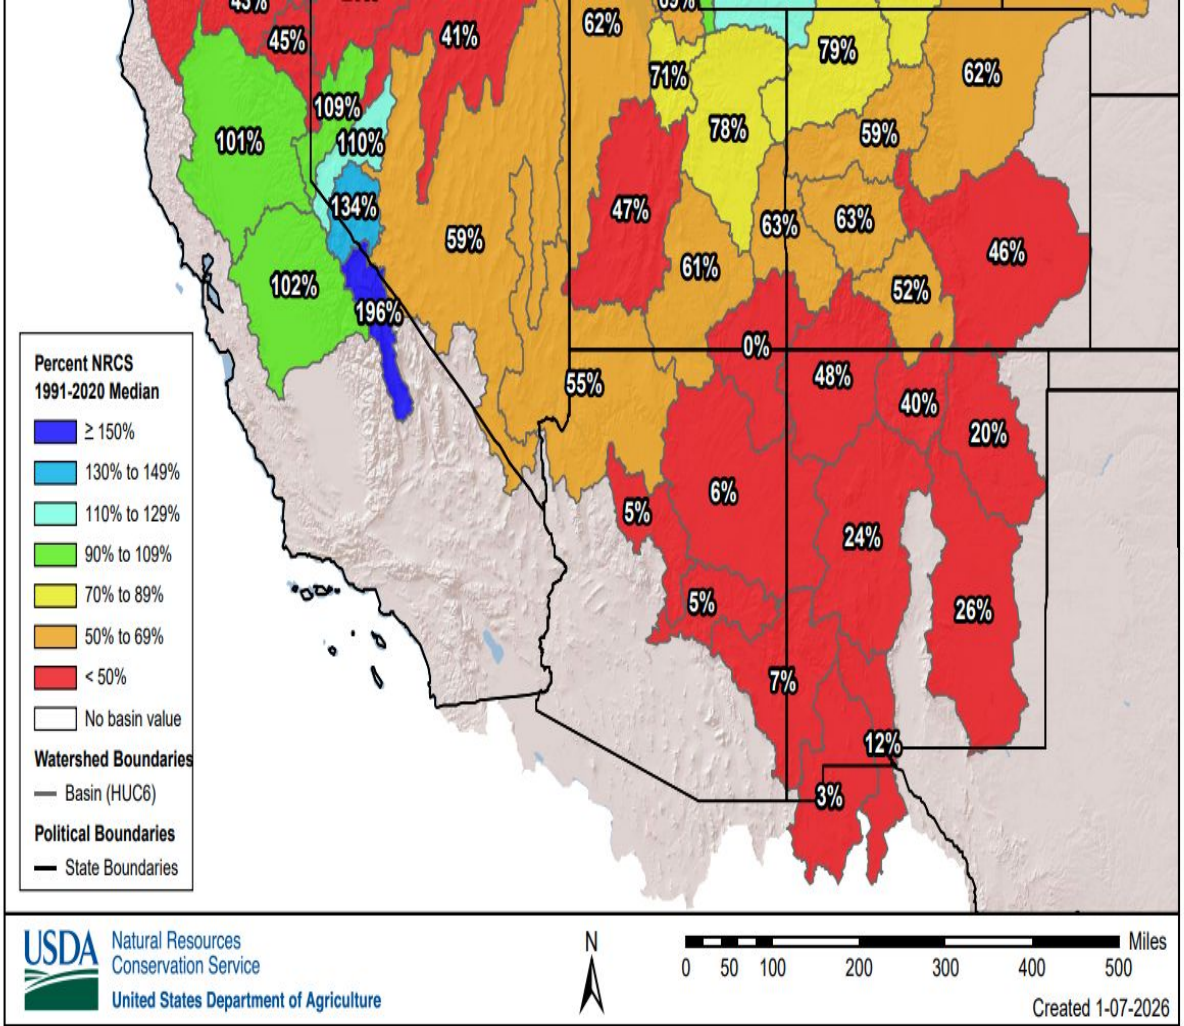 43%
69%
62%
45%
41%
79%
71%
62%
109%
78%
101%
110%
59%
134%
47%
63%
63%
59%
61%
46%
102%
52%
196%
0%
48%
55%
40%
20%
6%
5%
24%
5%
26%
7%
12%
3%
Percent NRCS
1991-2020 Median
≥ 150%
130% to 149%
110% to 129%
90% to 109%
70% to 89%
50% to 69%
< 50%
No basin value
Watershed Boundaries
Basin (HUC6)
Political Boundaries
State Boundaries
USDA
Natural Resources
Conservation Service
United States Department of Agriculture
N
Miles
0 50 100 200 300 400 500
Created 1-07-2026